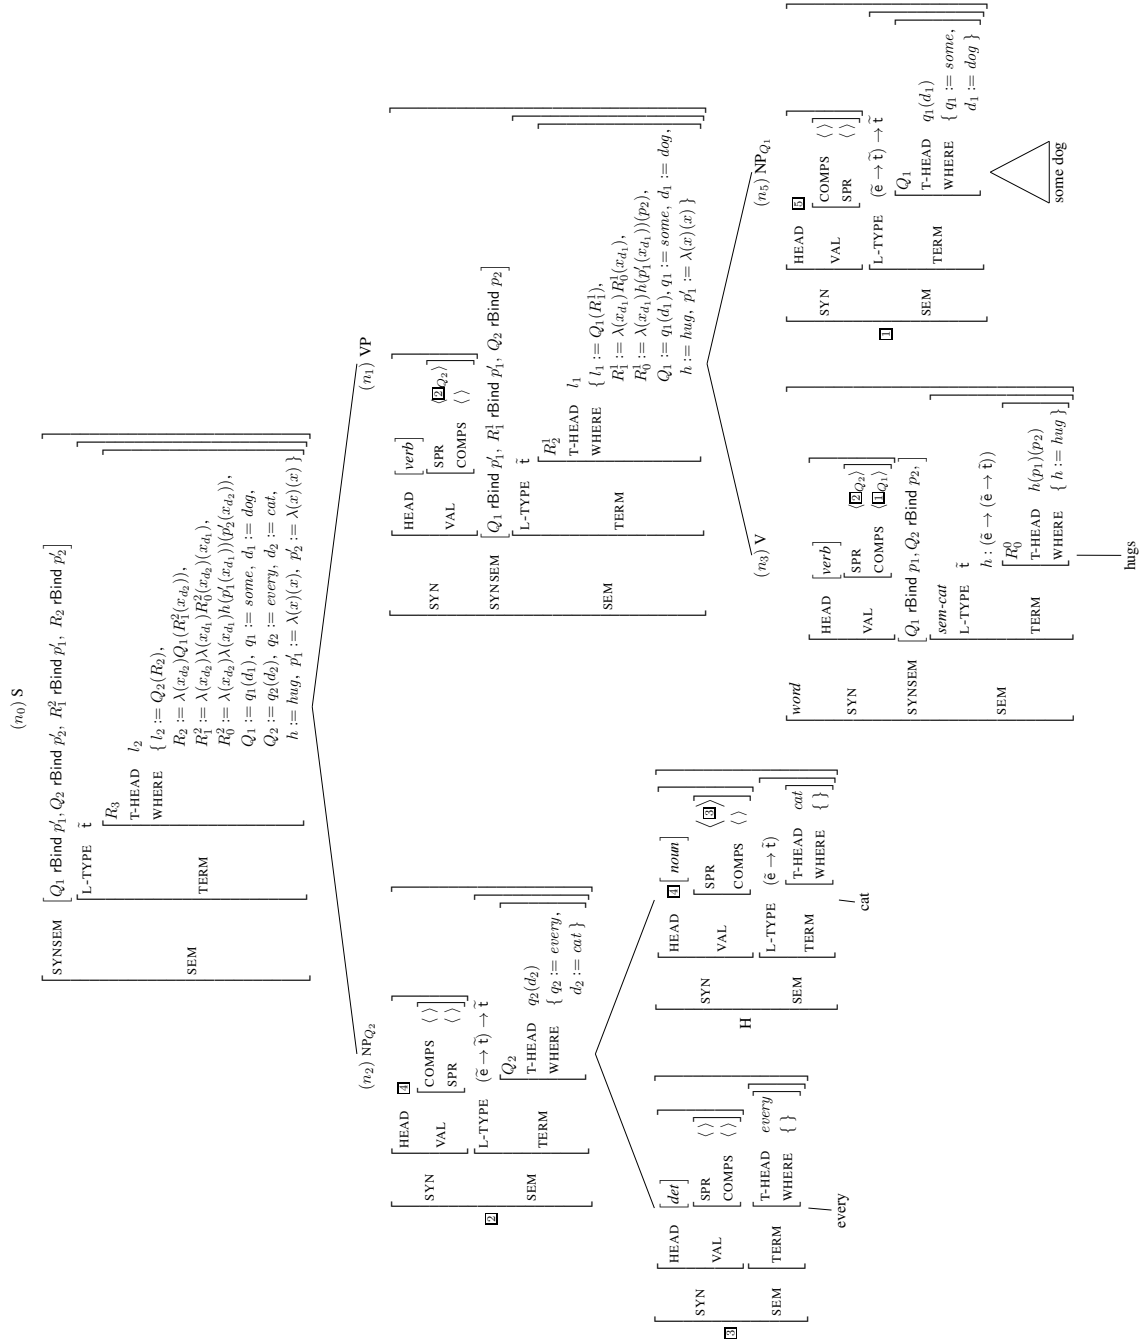 (n₀) S
SYNSEM [Q₁ rBind p′₁, Q₂ rBind p′₂, R²₁ rBind p′₁, R₂ rBind p′₂]
SEM
L-TYPE t̃
TERM
R₃
T-HEAD l₂
WHERE { l₂ := Q₂(R₂),
R₂ := λ(x_{d₂})Q₁(R²₁(x_{d₂})),
R²₁ := λ(x_{d₂})λ(x_{d₁})R²₀(x_{d₂})(x_{d₁}),
R²₀ := λ(x_{d₂})λ(x_{d₁})h(p′₁(x_{d₁}))(p′₂(x_{d₂})),
Q₁ := q₁(d₁), q₁ := some, d₁ := dog,
Q₂ := q₂(d₂), q₂ := every, d₂ := cat,
h := hug, p′₁ := λ(x)(x), p′₂ := λ(x)(x) }
(n₂) NP_{Q₂}
2
SYN
HEAD 4
VAL
COMPS ⟨ ⟩
SPR ⟨ ⟩
SEM
L-TYPE (ẽ → t̃) → t̃
TERM
Q₂
T-HEAD q₂(d₂)
WHERE { q₂ := every,
d₂ := cat }
(n₁) VP
SYN
HEAD [verb]
VAL
SPR ⟨2_{Q₂}⟩
COMPS ⟨ ⟩
SYNSEM [Q₁ rBind p′₁, R¹₁ rBind p′₁, Q₂ rBind p₂]
SEM
L-TYPE t̃
TERM
R¹₂
T-HEAD l₁
WHERE { l₁ := Q₁(R¹₁),
R¹₁ := λ(x_{d₁})R¹₀(x_{d₁}),
R¹₀ := λ(x_{d₁})h(p′₁(x_{d₁}))(p₂),
Q₁ := q₁(d₁), q₁ := some, d₁ := dog,
h := hug, p′₁ := λ(x)(x) }
3
SYN
HEAD [det]
VAL
SPR ⟨ ⟩
COMPS ⟨ ⟩
SEM
TERM
T-HEAD every
WHERE { }
every
H
SYN
HEAD 4 [noun]
VAL
SPR ⟨3⟩
COMPS ⟨ ⟩
SEM
L-TYPE (ẽ → t̃)
TERM
T-HEAD cat
WHERE { }
cat
(n₃) V
word
SYN
HEAD [verb]
VAL
SPR ⟨2_{Q₂}⟩
COMPS ⟨1_{Q₁}⟩
SYNSEM [Q₁ rBind p₁, Q₂ rBind p₂,]
SEM
sem-cat
L-TYPE t̃
h : (ẽ → (ẽ → t̃))
TERM
R⁰₀
T-HEAD h(p₁)(p₂)
WHERE { h := hug }
hugs
(n₅) NP_{Q₁}
1
SYN
HEAD 5
VAL
COMPS ⟨ ⟩
SPR ⟨ ⟩
SEM
L-TYPE (ẽ → t̃) → t̃
TERM
Q₁
T-HEAD q₁(d₁)
WHERE { q₁ := some,
d₁ := dog }
some dog